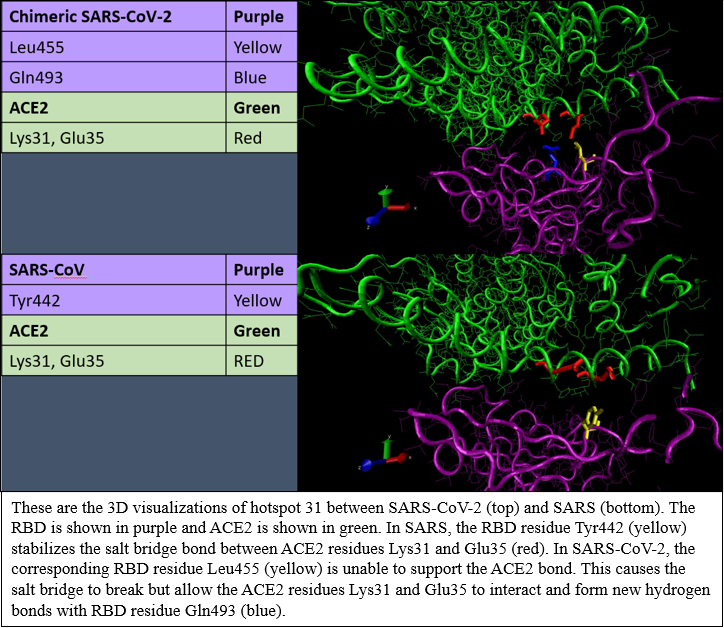 Chimeric SARS-CoV-2 Purple
Leu455 Yellow
Gln493 Blue
ACE2 Green
Lys31, Glu35 Red
SARS-CoV Purple
Tyr442 Yellow
ACE2 Green
Lys31, Glu35 RED
These are the 3D visualizations of hotspot 31 between SARS-CoV-2 (top) and SARS (bottom). The
RBD is shown in purple and ACE2 is shown in green. In SARS, the RBD residue Tyr442 (yellow)
stabilizes the salt bridge bond between ACE2 residues Lys31 and Glu35 (red). In SARS-CoV-2, the
corresponding RBD residue Leu455 (yellow) is unable to support the ACE2 bond. This causes the
salt bridge to break but allow the ACE2 residues Lys31 and Glu35 to interact and form new hydrogen
bonds with RBD residue Gln493 (blue).